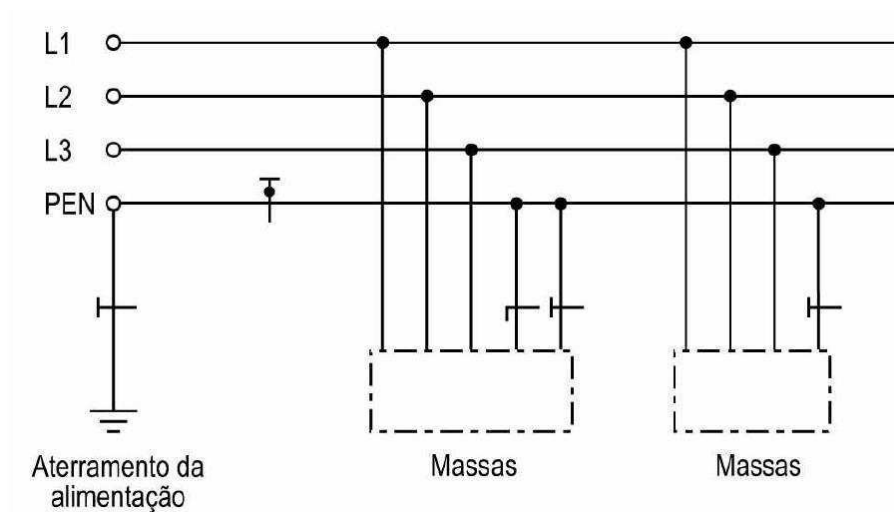 L1
L2
L3
PEN
Aterramento da
alimentação
Massas
Massas